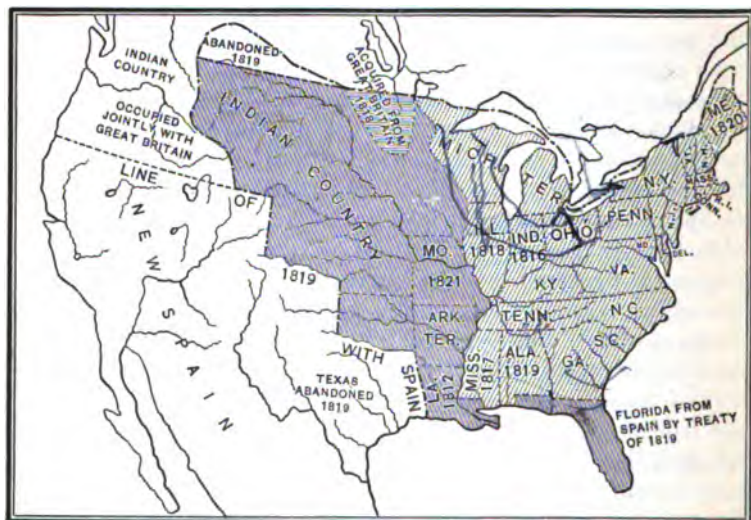 INDIAN
COUNTRY
ABANDONED
1819
ACQUIRED FROM
GREAT BRITAIN
1818
OCCUPIED
JOINTLY WITH
GREAT BRITAIN
INDIAN COUNTRY
LINE OF 1819 WITH SPAIN
NEW SPAIN
TEXAS
ABANDONED
1819
MICH. TER.
ILL.
1818
IND.
1816
OHIO
ME.
1820
N.Y.
PENN.
R.I.
CONN.
MASS.
N.J.
MD.
DEL.
VA.
KY.
MO.
1821
ARK.
TER.
TENN.
N.C.
S.C.
GA.
ALA.
1819
MISS.
1817
LA.
1812
FLORIDA FROM
SPAIN BY TREATY
OF 1819